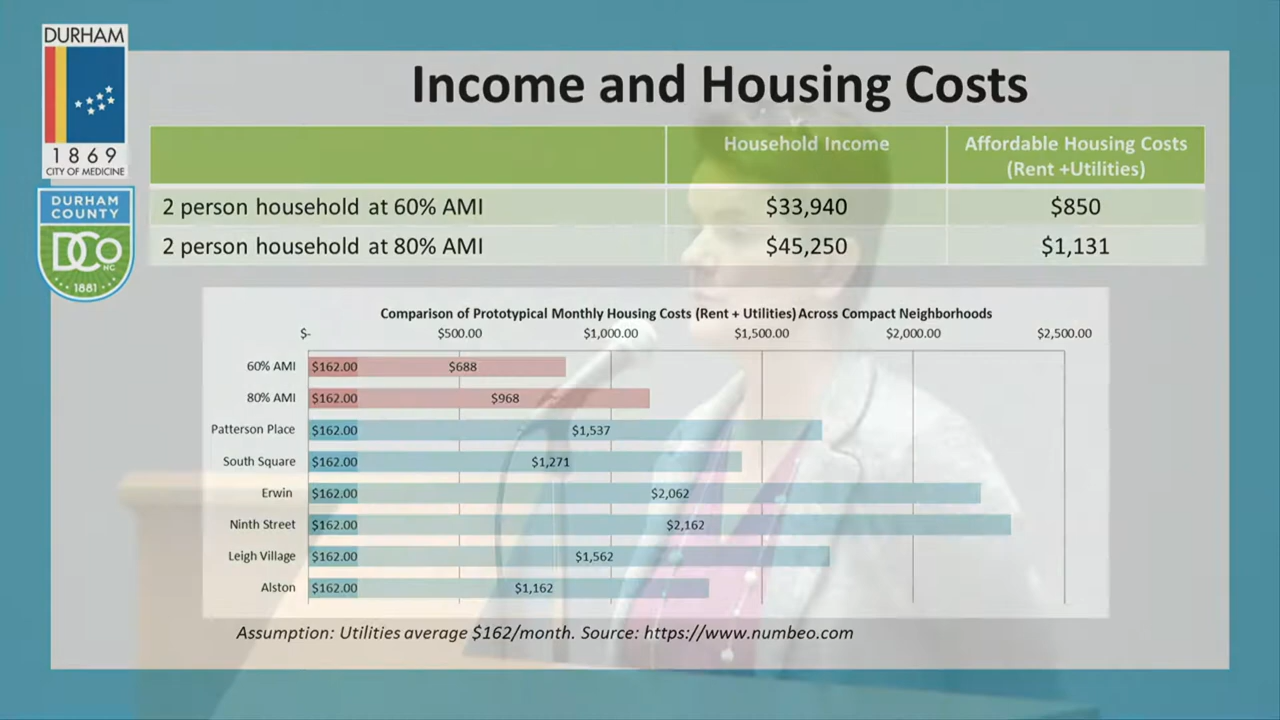 DURHAM
1869
CITY OF MEDICINE
DURHAM
COUNTY
DCo
NC
1881
Income and Housing Costs
Household Income
Affordable Housing Costs
(Rent +Utilities)
2 person household at 60% AMI $33,940 $850
2 person household at 80% AMI $45,250 $1,131
Comparison of Prototypical Monthly Housing Costs (Rent + Utilities) Across Compact Neighborhoods
$- $500.00 $1,000.00 $1,500.00 $2,000.00 $2,500.00
60% AMI $162.00 $688
80% AMI $162.00 $968
Patterson Place $162.00 $1,537
South Square $162.00 $1,271
Erwin $162.00 $2,062
Ninth Street $162.00 $2,162
Leigh Village $162.00 $1,562
Alston $162.00 $1,162
Assumption: Utilities average $162/month. Source: https://www.numbeo.com